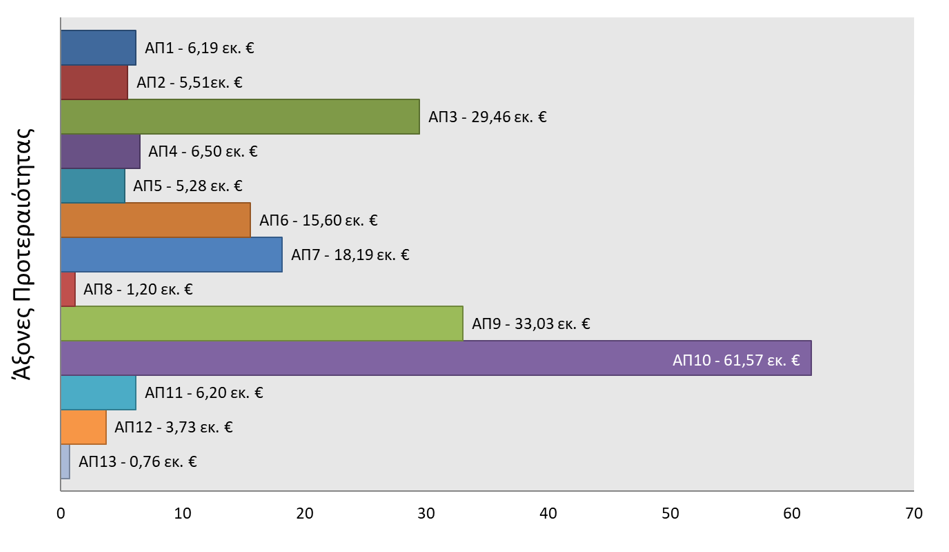 Άξονες Προτεραιότητας
ΑΠ1 - 6,19 εκ. €
ΑΠ2 - 5,51εκ. €
ΑΠ3 - 29,46 εκ. €
ΑΠ4 - 6,50 εκ. €
ΑΠ5 - 5,28 εκ. €
ΑΠ6 - 15,60 εκ. €
ΑΠ7 - 18,19 εκ. €
ΑΠ8 - 1,20 εκ. €
ΑΠ9 - 33,03 εκ. €
ΑΠ10 - 61,57 εκ. €
ΑΠ11 - 6,20 εκ. €
ΑΠ12 - 3,73 εκ. €
ΑΠ13 - 0,76 εκ. €
0 10 20 30 40 50 60 70